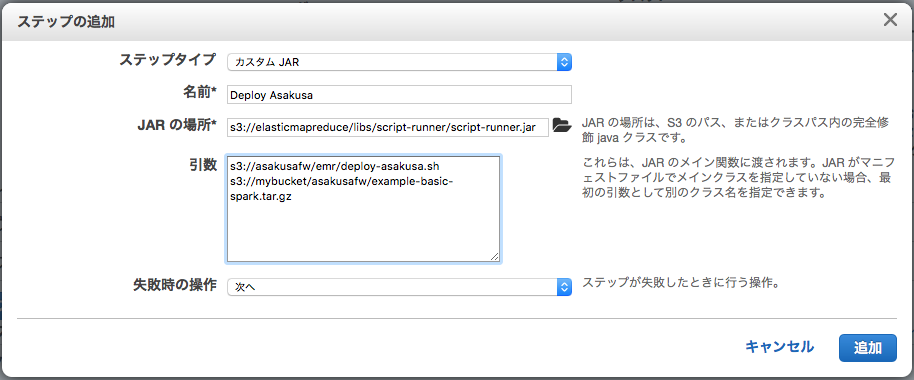 ステップの追加
ステップタイプ
カスタム JAR
名前*
Deploy Asakusa
JAR の場所*
s3://elasticmapreduce/libs/script-runner/script-runner.jar
JAR の場所は、S3 のパス、またはクラスパス内の完全修
飾 java クラスです。
引数
s3://asakusafw/emr/deploy-asakusa.sh
s3://mybucket/asakusafw/example-basic-
spark.tar.gz
これらは、JAR のメイン関数に渡されます。JAR がマニフ
ェストファイルでメインクラスを指定していない場合、最
初の引数として別のクラス名を指定できます。
失敗時の操作
次へ
ステップが失敗したときに行う操作。
キャンセル
追加